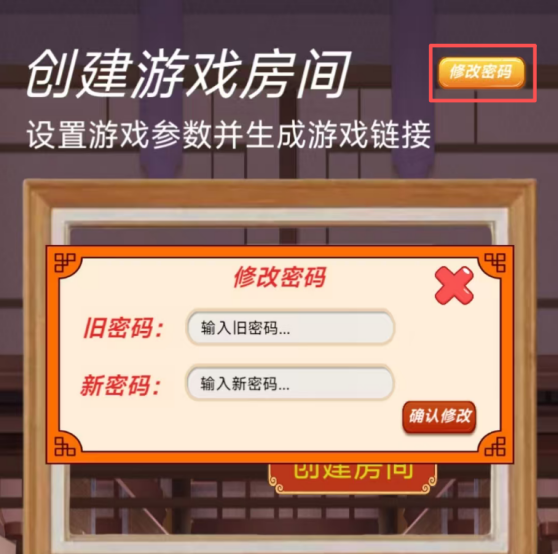 创建游戏房间
修改密码
设置游戏参数并生成游戏链接
修改密码
旧密码：
输入旧密码...
新密码：
输入新密码...
确认修改
创建房间